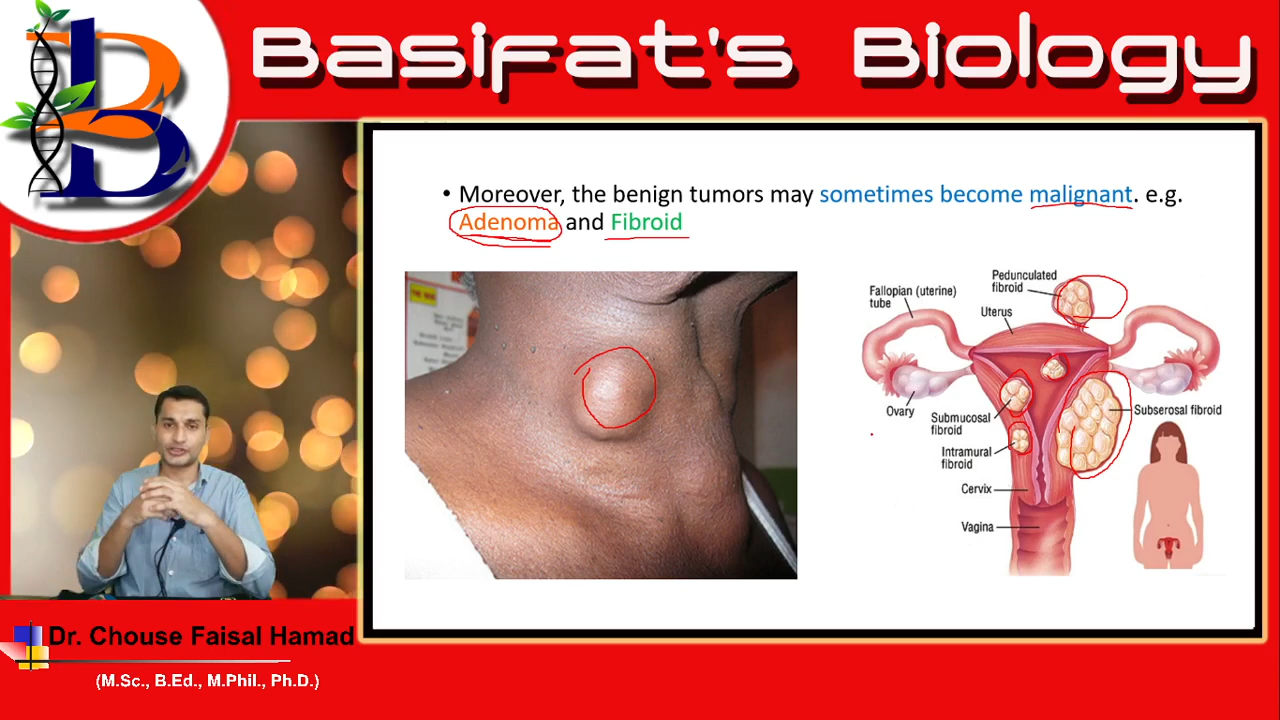 Basifat's Biology
• Moreover, the benign tumors may sometimes become malignant. e.g.
Adenoma and Fibroid
Pedunculated
fibroid
Fallopian (uterine)
tube
Uterus
Ovary
Submucosal
fibroid
Subserosal fibroid
Intramural
fibroid
Cervix
Vagina
Dr. Chouse Faisal Hamad
(M.Sc., B.Ed., M.Phil., Ph.D.)